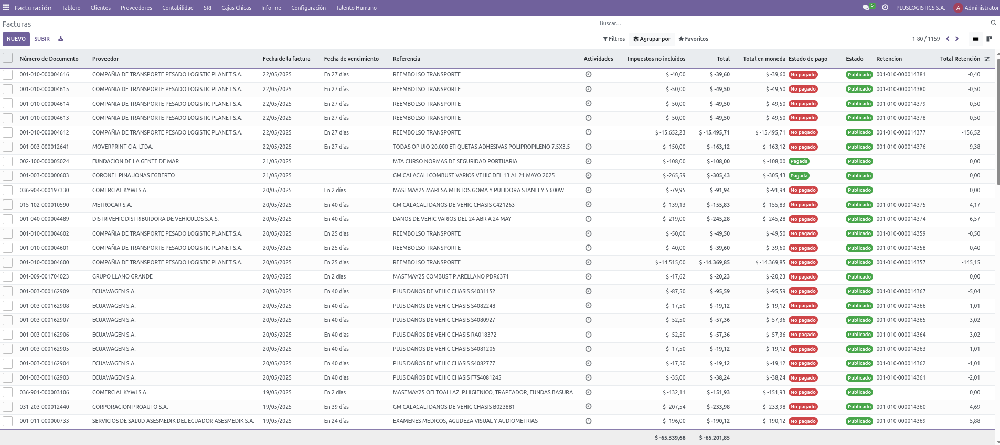 Facturación Tablero Clientes Proveedores Contabilidad SRI Cajas Chicas Informe Configuración Talento Humano 5 PLUSLOGISTICS S.A. A Administrator
Facturas Buscar...
NUEVO SUBIR Filtros Agrupar por Favoritos 1-80 / 1159
Número de Documento Proveedor Fecha de la factura Fecha de vencimiento Referencia Actividades Impuestos no incluidos Total Total en moneda Estado de pago Estado Retencion Total Retención
001-010-000004616 COMPAÑIA DE TRANSPORTE PESADO LOGISTIC PLANET S.A. 22/05/2025 En 27 días REEMBOLSO TRANSPORTE $ -40,00 $ -39,60 $ -39,60 No pagado Publicado 001-010-000014381 -0,40
001-010-000004615 COMPAÑIA DE TRANSPORTE PESADO LOGISTIC PLANET S.A. 22/05/2025 En 27 días REEMBOLSO TRANSPORTE $ -50,00 $ -49,50 $ -49,50 No pagado Publicado 001-010-000014380 -0,50
001-010-000004614 COMPAÑIA DE TRANSPORTE PESADO LOGISTIC PLANET S.A. 22/05/2025 En 27 días REEMBOLSO TRANSPORTE $ -50,00 $ -49,50 $ -49,50 No pagado Publicado 001-010-000014379 -0,50
001-010-000004613 COMPAÑIA DE TRANSPORTE PESADO LOGISTIC PLANET S.A. 22/05/2025 En 27 días REEMBOLSO TRANSPORTE $ -50,00 $ -49,50 $ -49,50 No pagado Publicado 001-010-000014378 -0,50
001-010-000004612 COMPAÑIA DE TRANSPORTE PESADO LOGISTIC PLANET S.A. 22/05/2025 En 27 días REEMBOLSO TRANSPORTE $ -15.652,23 $ -15.495,71 $ -15.495,71 No pagado Publicado 001-010-000014377 -156,52
001-003-000012641 MOVERPRINT CIA. LTDA. 22/05/2025 En 27 días TODAS OP UIO 20.000 ETIQUETAS ADHESIVAS POLIPROPILENO 7.5X3.5 $ -150,00 $ -163,12 $ -163,12 No pagado Publicado 001-010-000014376 -9,38
002-100-000005024 FUNDACION DE LA GENTE DE MAR 21/05/2025 MTA CURSO NORMAS DE SEGURIDAD PORTUARIA $ -108,00 $ -108,00 $ -108,00 Pagada Publicado 0,00
001-003-000000603 CORONEL PINA JONAS EGBERTO 21/05/2025 GM CALACALI COMBUST VARIOS VEHIC DEL 13 AL 21 MAYO 2025 $ -265,59 $ -305,43 $ -305,43 Pagada Publicado 0,00
036-904-000197330 COMERCIAL KYWI S.A. 20/05/2025 En 2 días MASTMAY25 MARESA MENTOS GOMA Y PULIDORA STANLEY 5 600W $ -79,95 $ -91,94 $ -91,94 No pagado Publicado 0,00
015-102-000010590 METROCAR S.A. 20/05/2025 En 40 días GM CALACALI DAÑOS DE VEHIC CHASIS C421263 $ -139,13 $ -155,83 $ -155,83 No pagado Publicado 001-010-000014375 -4,17
001-040-000004489 DISTRIVEHIC DISTRIBUIDORA DE VEHICULOS S.A.S. 20/05/2025 En 40 días DAÑOS DE VEHIC VARIOS DEL 24 ABR A 24 MAY $ -219,00 $ -245,28 $ -245,28 No pagado Publicado 001-010-000014374 -6,57
001-010-000004602 COMPAÑIA DE TRANSPORTE PESADO LOGISTIC PLANET S.A. 20/05/2025 En 25 días REEMBOLSO TRANSPORTE $ -50,00 $ -49,50 $ -49,50 No pagado Publicado 001-010-000014359 -0,50
001-010-000004601 COMPAÑIA DE TRANSPORTE PESADO LOGISTIC PLANET S.A. 20/05/2025 En 25 días REEMBOLSO TRANSPORTE $ -40,00 $ -39,60 $ -39,60 No pagado Publicado 001-010-000014358 -0,40
001-010-000004600 COMPAÑIA DE TRANSPORTE PESADO LOGISTIC PLANET S.A. 20/05/2025 En 25 días REEMBOLSO TRANSPORTE $ -14.515,00 $ -14.369,85 $ -14.369,85 No pagado Publicado 001-010-000014357 -145,15
001-009-001704023 GRUPO LLANO GRANDE 20/05/2025 En 2 días MASTMAY25 COMBUST P.ARELLANO PDR6371 $ -17,62 $ -20,23 $ -20,23 No pagado Publicado 0,00
001-003-000162909 ECUAWAGEN S.A. 20/05/2025 En 40 días PLUS DAÑOS DE VEHIC CHASIS S4031152 $ -87,50 $ -95,59 $ -95,59 No pagado Publicado 001-010-000014367 -5,04
001-003-000162908 ECUAWAGEN S.A. 20/05/2025 En 40 días PLUS DAÑOS DE VEHIC CHASIS S4082248 $ -17,50 $ -19,12 $ -19,12 No pagado Publicado 001-010-000014366 -1,01
001-003-000162907 ECUAWAGEN S.A. 20/05/2025 En 40 días PLUS DAÑOS DE VEHIC CHASIS S4080927 $ -52,50 $ -57,36 $ -57,36 No pagado Publicado 001-010-000014365 -3,02
001-003-000162906 ECUAWAGEN S.A. 20/05/2025 En 40 días PLUS DAÑOS DE VEHIC CHASIS RA018372 $ -52,50 $ -57,36 $ -57,36 No pagado Publicado 001-010-000014364 -3,02
001-003-000162905 ECUAWAGEN S.A. 20/05/2025 En 40 días PLUS DAÑOS DE VEHIC CHASIS S4081206 $ -17,50 $ -19,12 $ -19,12 No pagado Publicado 001-010-000014363 -1,01
001-003-000162904 ECUAWAGEN S.A. 20/05/2025 En 40 días PLUS DAÑOS DE VEHIC CHASIS S4082777 $ -17,50 $ -19,12 $ -19,12 No pagado Publicado 001-010-000014362 -1,01
001-003-000162903 ECUAWAGEN S.A. 20/05/2025 En 40 días PLUS DAÑOS DE VEHIC CHASIS F7S4081245 $ -35,00 $ -38,24 $ -38,24 No pagado Publicado 001-010-000014361 -2,01
036-901-000003106 COMERCIAL KYWI S.A. 19/05/2025 En 2 días MASTMAY25 OFI TOALLAZ, P.HIGIENICO, TRAPEADOR, FUNDAS BASURA $ -132,11 $ -151,93 $ -151,93 No pagado Publicado 0,00
031-203-000012440 CORPORACION PROAUTO S.A. 19/05/2025 En 39 días GM CALACALI DAÑOS DE VEHIC CHASIS B023881 $ -207,54 $ -233,98 $ -233,98 No pagado Publicado 001-010-000014360 -4,69
001-011-000000733 SERVICIOS DE SALUD ASESMEDIK DEL ECUADOR ASESMEDIK S.A. 19/05/2025 En 24 días EXAMENES MEDICOS, AGUDEZA VISUAL Y AUDIOMETRIAS $ -196,00 $ -190,12 $ -190,12 No pagado Publicado 001-010-000014369 -5,88
$ -65.339,68 $ -65.201,85